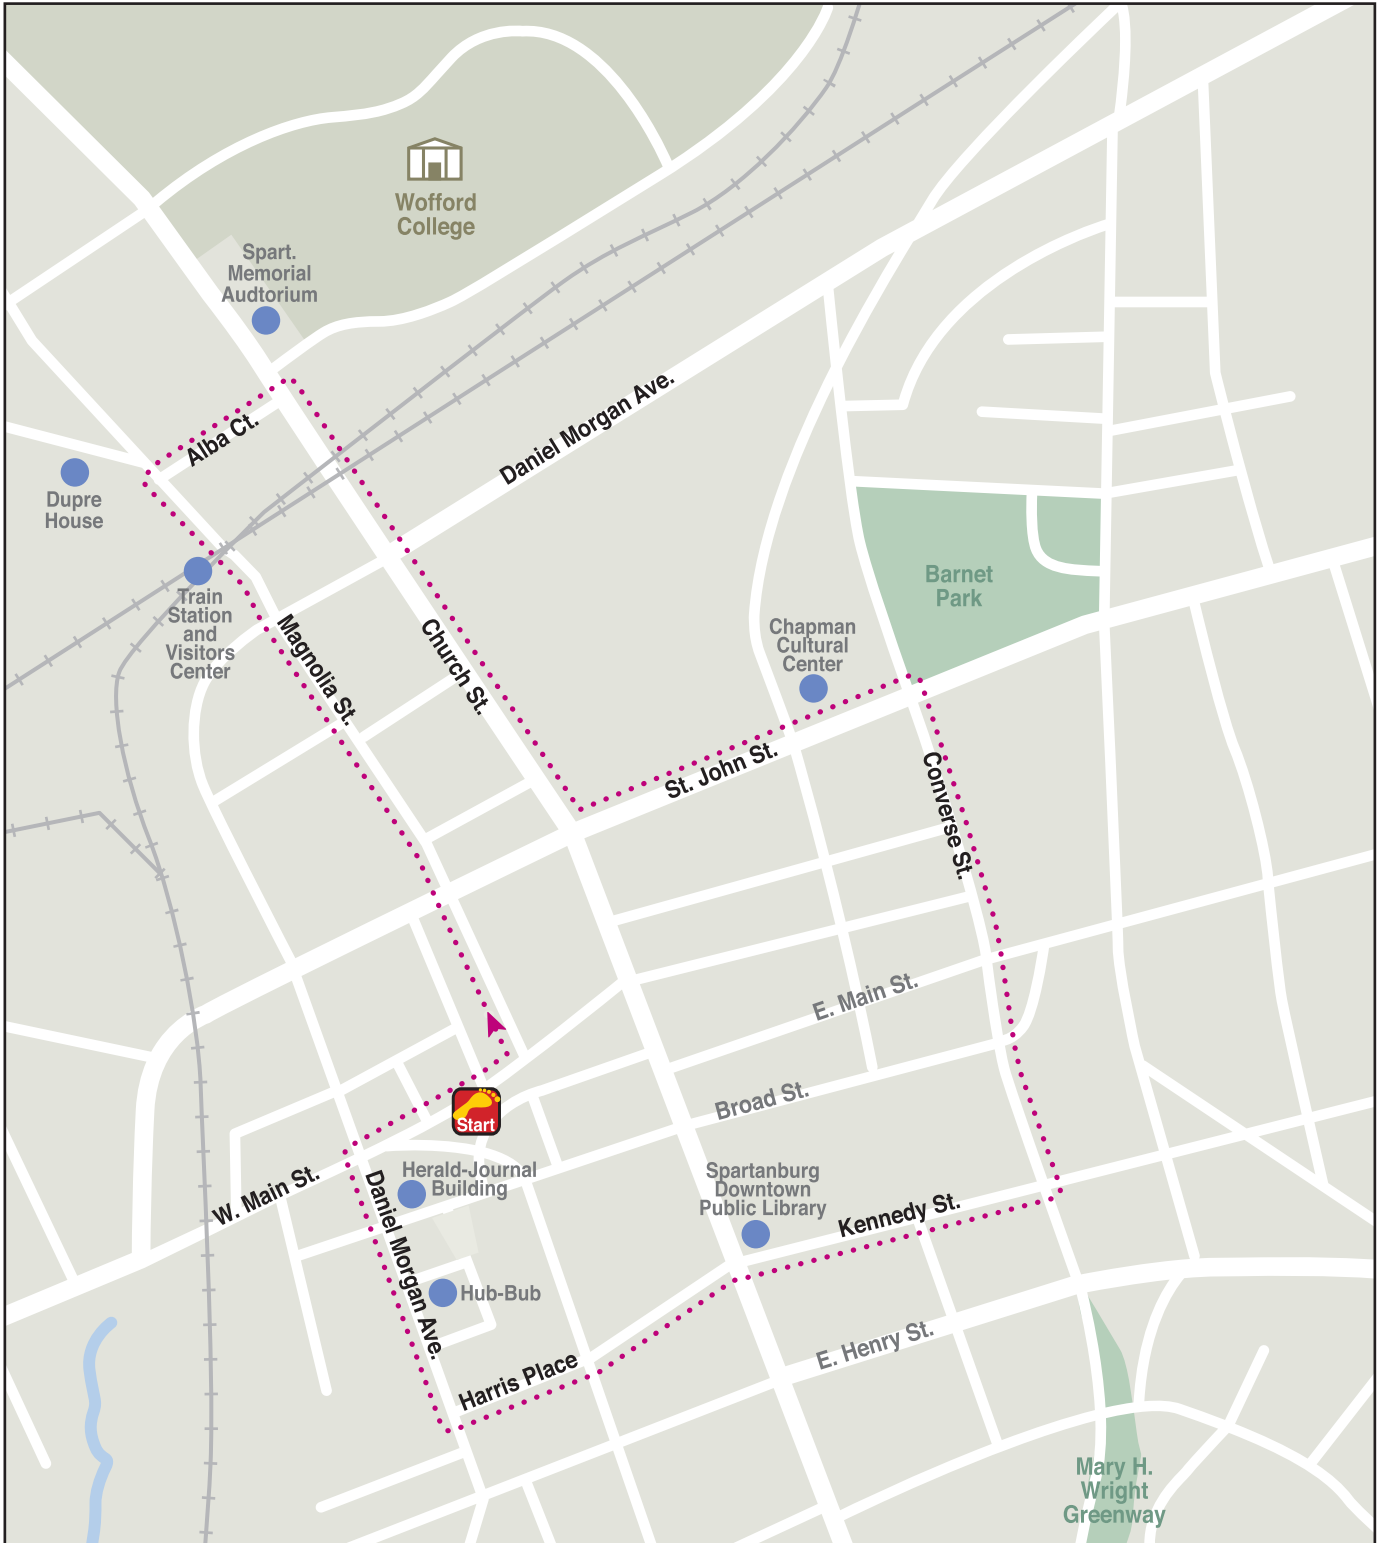 Wofford
College
Spart.
Memorial
Audtorium
Alba Ct.
Daniel Morgan Ave.
Dupre
House
Train
Station
and
Visitors
Center
Magnolia St.
Church St.
Barnet
Park
Chapman
Cultural
Center
St. John St.
Converse St.
E. Main St.
Broad St.
Start
W. Main St.
Herald-Journal
Building
Daniel Morgan Ave.
Spartanburg
Downtown
Public Library
Kennedy St.
Hub-Bub
E. Henry St.
Harris Place
Mary H.
Wright
Greenway